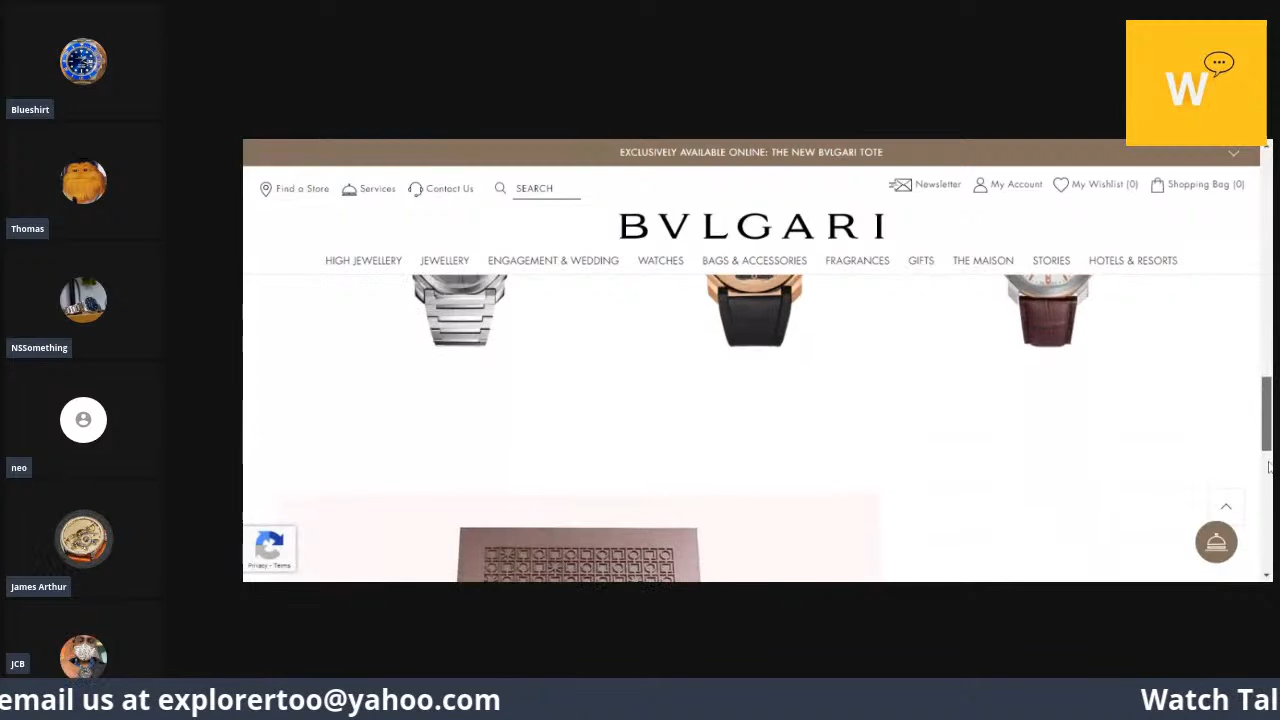 Blueshirt
Thomas
NSSomething
neo
James Arthur
JCB
W
EXCLUSIVELY AVAILABLE ONLINE: THE NEW BVLGARI TOTE
Find a Store Services Contact Us SEARCH
Newsletter My Account My Wishlist (0) Shopping Bag (0)
BVLGARI
HIGH JEWELLERY JEWELLERY ENGAGEMENT & WEDDING WATCHES BAGS & ACCESSORIES FRAGRANCES GIFTS THE MAISON STORIES HOTELS & RESORTS
Privacy - Terms
email us at explorertoo@yahoo.com Watch Tal